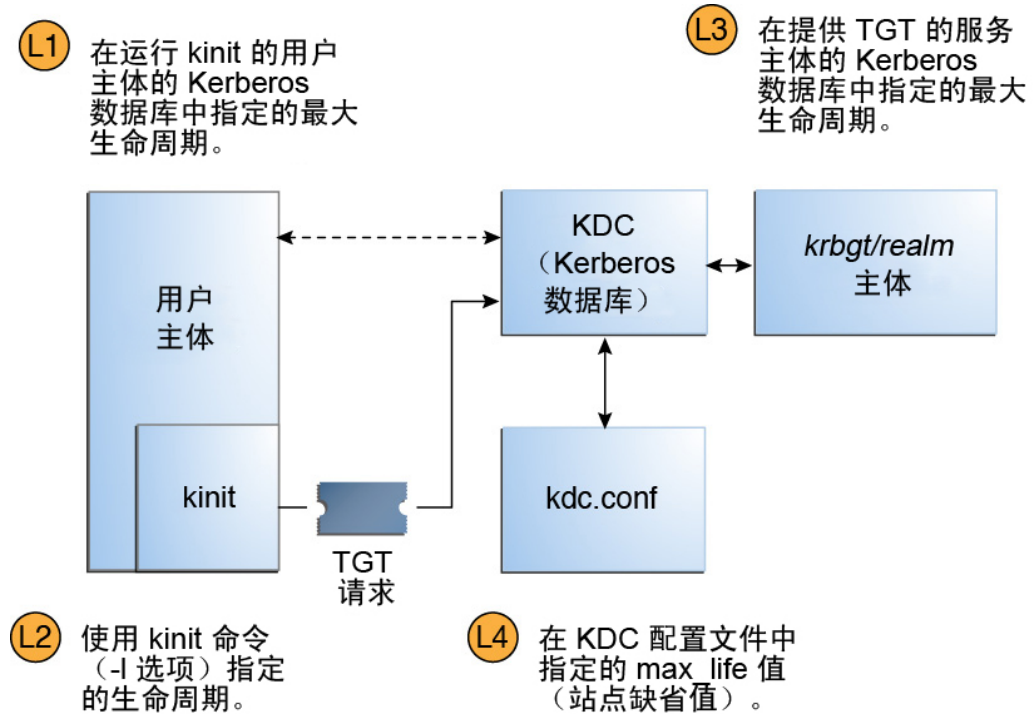 L1
在运行 kinit 的用户
主体的 Kerberos
数据库中指定的最大
生命周期。
L3
在提供 TGT 的服务
主体的 Kerberos
数据库中指定的最大
生命周期。
用户
主体
KDC
（Kerberos
数据库）
krbgt/realm
主体
kinit
TGT
请求
kdc.conf
L2
使用 kinit 命令
（-l 选项）指定
的生命周期。
L4
在 KDC 配置文件中
指定的 max_life 值
（站点缺省值）。